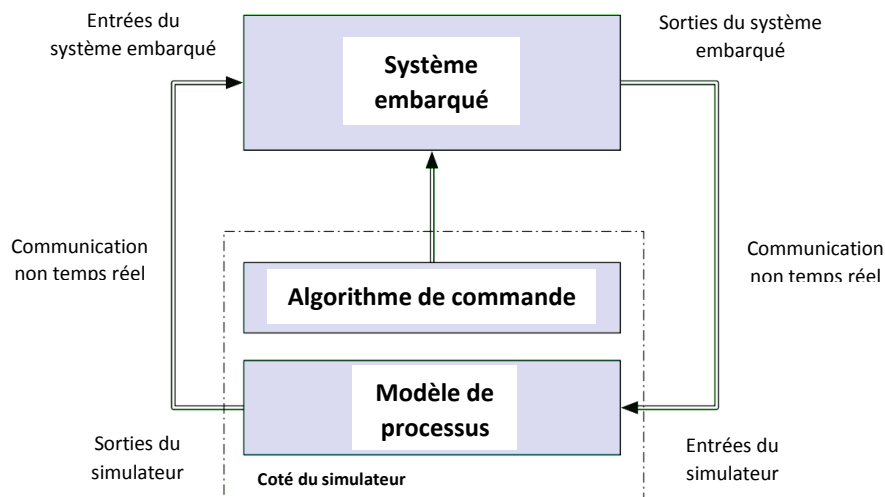 Entrées du
système embarqué
Sorties du système
embarqué
Système
embarqué
Communication
non temps réel
Communication
non temps réel
Algorithme de commande
Modèle de
processus
Sorties du
simulateur
Coté du simulateur
Entrées du
simulateur